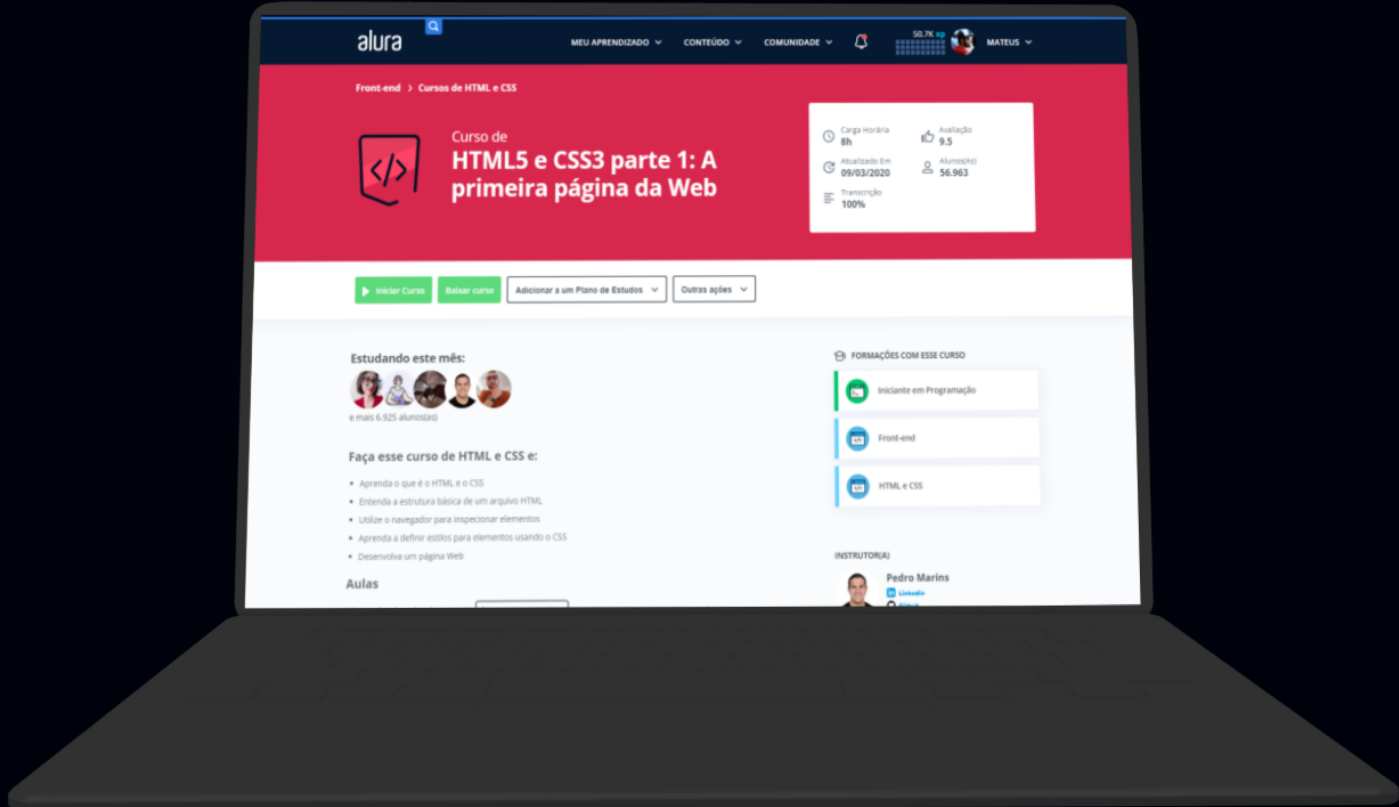 alura
MEU APRENDIZADO
CONTEÚDO
COMUNIDADE
50.7K xp
MATEUS
Front-end > Cursos de HTML e CSS
Curso de
HTML5 e CSS3 parte 1: A
primeira página da Web
Carga Horária
8h
Avaliação
9.5
Atualizado Em
09/03/2020
Alunos(As)
56.963
Transcrição
100%
Iniciar Curso
Baixar curso
Adicionar a um Plano de Estudos
Outras ações
Estudando este mês:
e mais 6.925 alunos(as)
Faça esse curso de HTML e CSS e:
• Aprenda o que é o HTML e o CSS
• Entenda a estrutura básica de um arquivo HTML
• Utilize o navegador para inspecionar elementos
• Aprenda a definir estilos para elementos usando o CSS
• Desenvolva um página Web
Aulas
FORMAÇÕES COM ESSE CURSO
Iniciante em Programação
Front-end
HTML e CSS
INSTRUTOR(A)
Pedro Marins
Linkedin